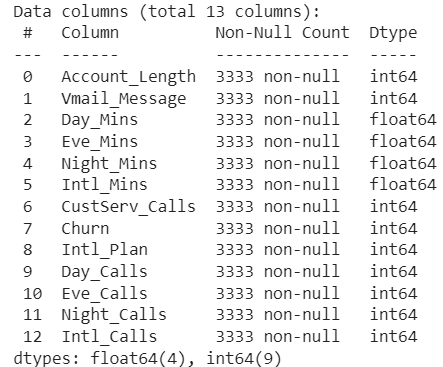 Data columns (total 13 columns):
 #   Column          Non-Null Count  Dtype
---  ------          --------------  -----
 0   Account_Length  3333 non-null   int64
 1   Vmail_Message   3333 non-null   int64
 2   Day_Mins        3333 non-null   float64
 3   Eve_Mins        3333 non-null   float64
 4   Night_Mins      3333 non-null   float64
 5   Intl_Mins       3333 non-null   float64
 6   CustServ_Calls  3333 non-null   int64
 7   Churn           3333 non-null   int64
 8   Intl_Plan       3333 non-null   int64
 9   Day_Calls       3333 non-null   int64
 10  Eve_Calls       3333 non-null   int64
 11  Night_Calls     3333 non-null   int64
 12  Intl_Calls      3333 non-null   int64
dtypes: float64(4), int64(9)